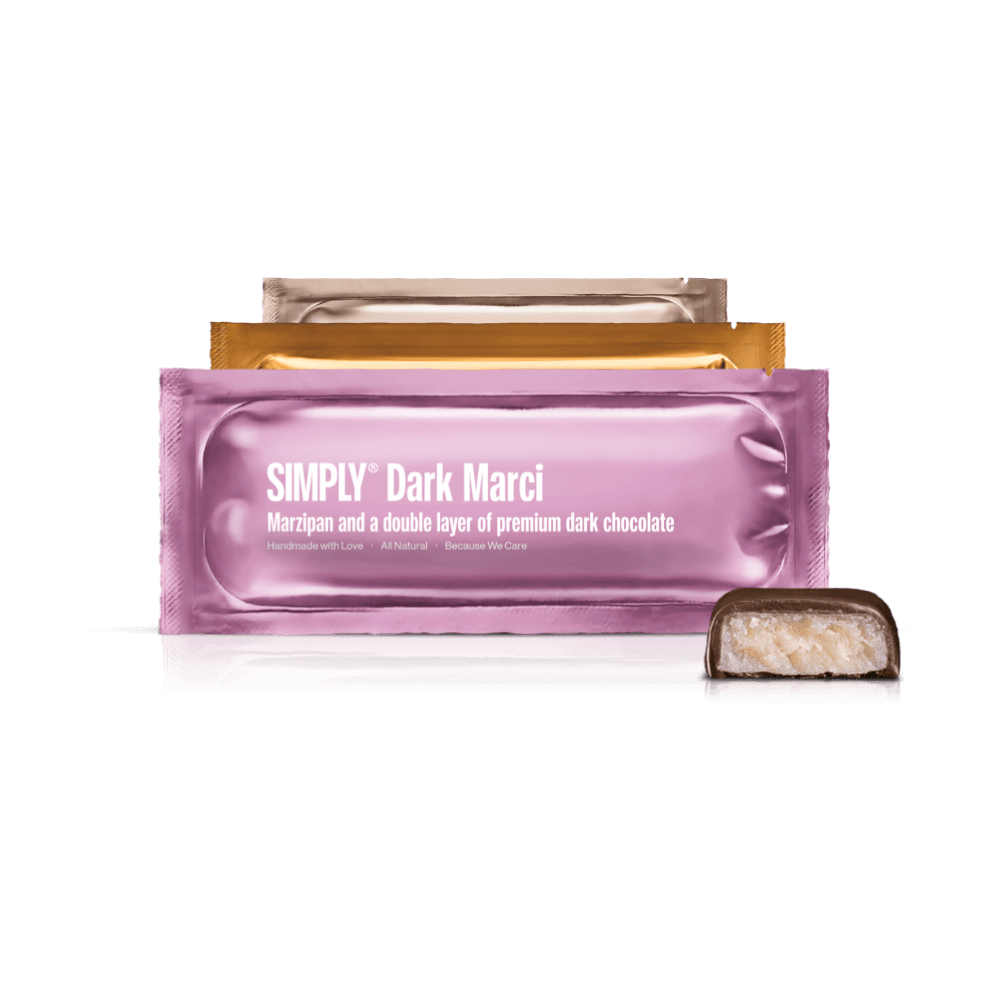 SIMPLY® Dark Marci
Marzipan and a double layer of premium dark chocolate
Handmade with Love · All Natural · Because We Care